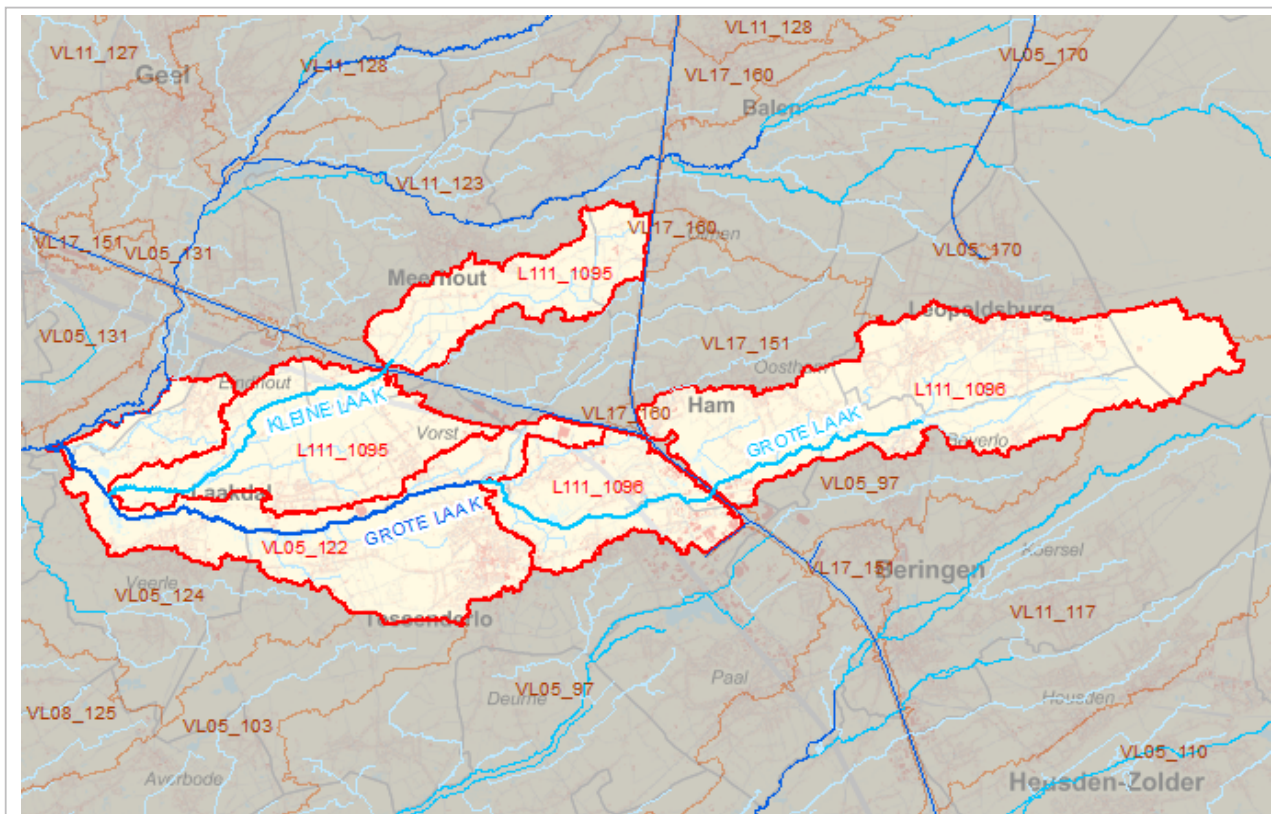 VL11_127
Geel
VL11_128
VL11_128
VL17_160
VL05_170
Balen
VL11_123
VL17_151
VL05_131
VL17_160
Olmen
VL05_170
Meerhout
L111_1095
VL05_131
VL17_151
Leopoldsburg
Eindhout
Oostham
L111_1096
KLEINE LAAK
Ham
VL17_160
Vorst
GROTE LAAK
Beverlo
L111_1095
L111_1096
VL05_97
Laakdal
GROTE LAAK
VL05_122
Koersel
VL17_151
Beringen
Veerle
VL05_124
VL11_117
Tessenderlo
Paal
VL05_97
Deurne
Heusden
VL08_125
VL05_103
VL05_110
Averbode
Heusden-Zolder